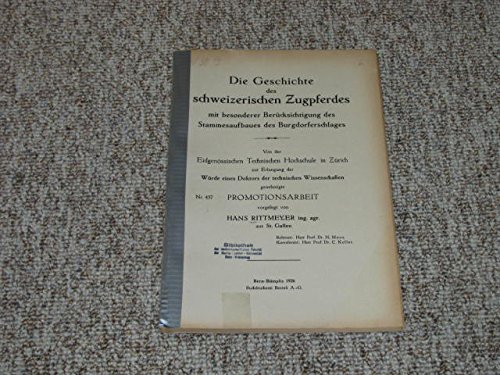 Die Geschichte
des
schweizerischen Zugpferdes
mit besonderer Berücksichtigung des
Stammesaufbaues des Burgdorferschlages
Von der
Eidgenössischen Technischen Hochschule in Zürich
zur Erlangung der
Würde eines Doktors der technischen Wissenschaften
genehmigte
Nr. 457 PROMOTIONSARBEIT
vorgelegt von
HANS RITTMEYER ing. agr.
aus St. Gallen
Referent: Herr Prof. Dr.
Korreferent: Herr Prof. Dr. C. Keller
Bibliothek
der
Bern-Bümpliz 1926
Buchdruckerei Benteli A.-G.